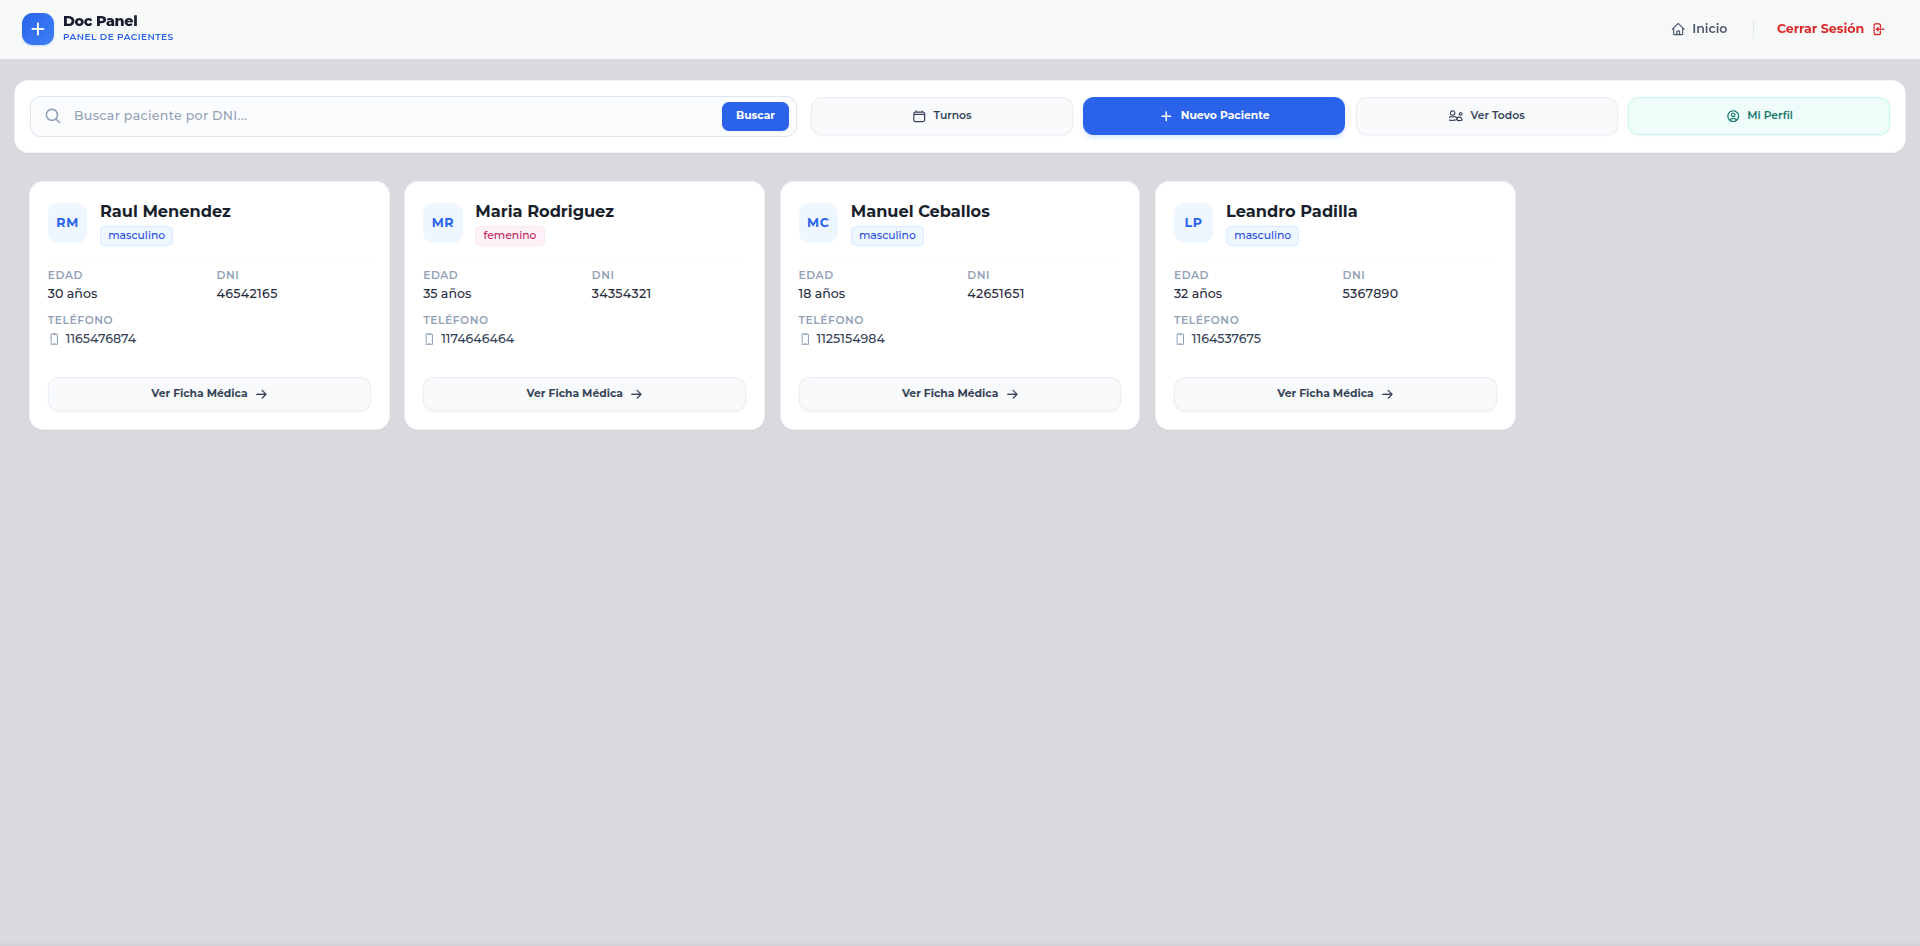 Doc Panel
PANEL DE PACIENTES
Inicio
Cerrar Sesión
Buscar paciente por DNI...
Buscar
Turnos
Nuevo Paciente
Ver Todos
Mi Perfil
RM
Raul Menendez
masculino
EDAD DNI
30 años 46542165
TELÉFONO
1165476874
Ver Ficha Médica
MR
Maria Rodriguez
femenino
EDAD DNI
35 años 34354321
TELÉFONO
1174646464
Ver Ficha Médica
MC
Manuel Ceballos
masculino
EDAD DNI
18 años 42651651
TELÉFONO
1125154984
Ver Ficha Médica
LP
Leandro Padilla
masculino
EDAD DNI
32 años 5367890
TELÉFONO
1164537675
Ver Ficha Médica